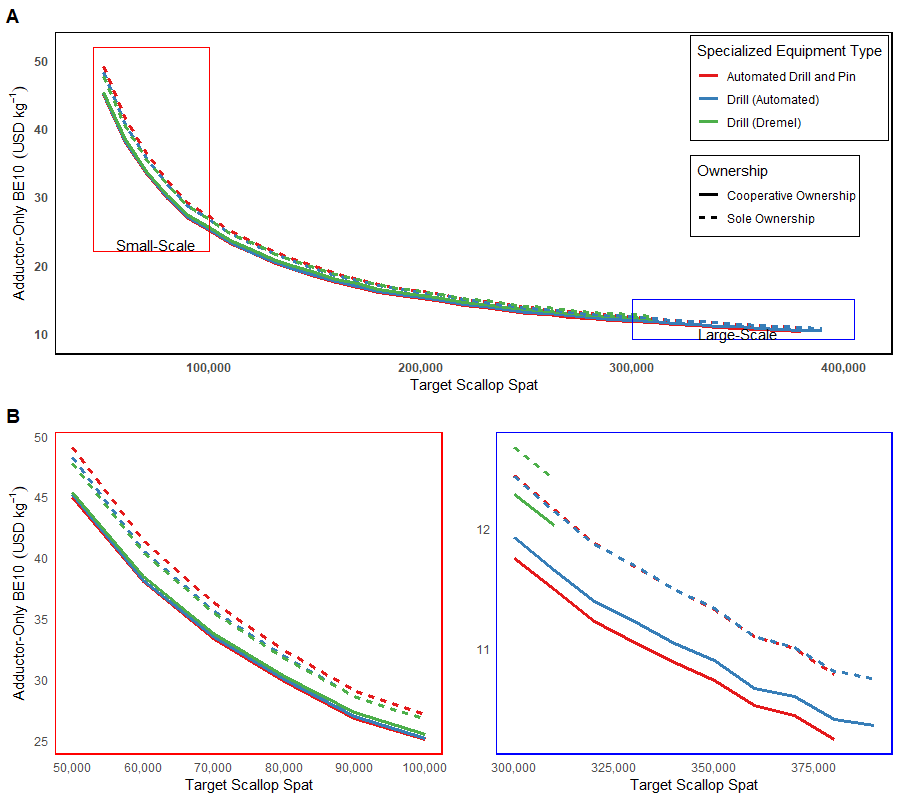 A
Adductor-Only BE10 (USD kg⁻¹)
50
40
30
20
10
Small-Scale
Large-Scale
Specialized Equipment Type
Automated Drill and Pin
Drill (Automated)
Drill (Dremel)
Ownership
Cooperative Ownership
Sole Ownership
100,000 200,000 300,000 400,000
Target Scallop Spat
B
Adductor-Only BE10 (USD kg⁻¹)
50
45
40
35
30
25
50,000 60,000 70,000 80,000 90,000 100,000
Target Scallop Spat
12
11
300,000 325,000 350,000 375,000
Target Scallop Spat